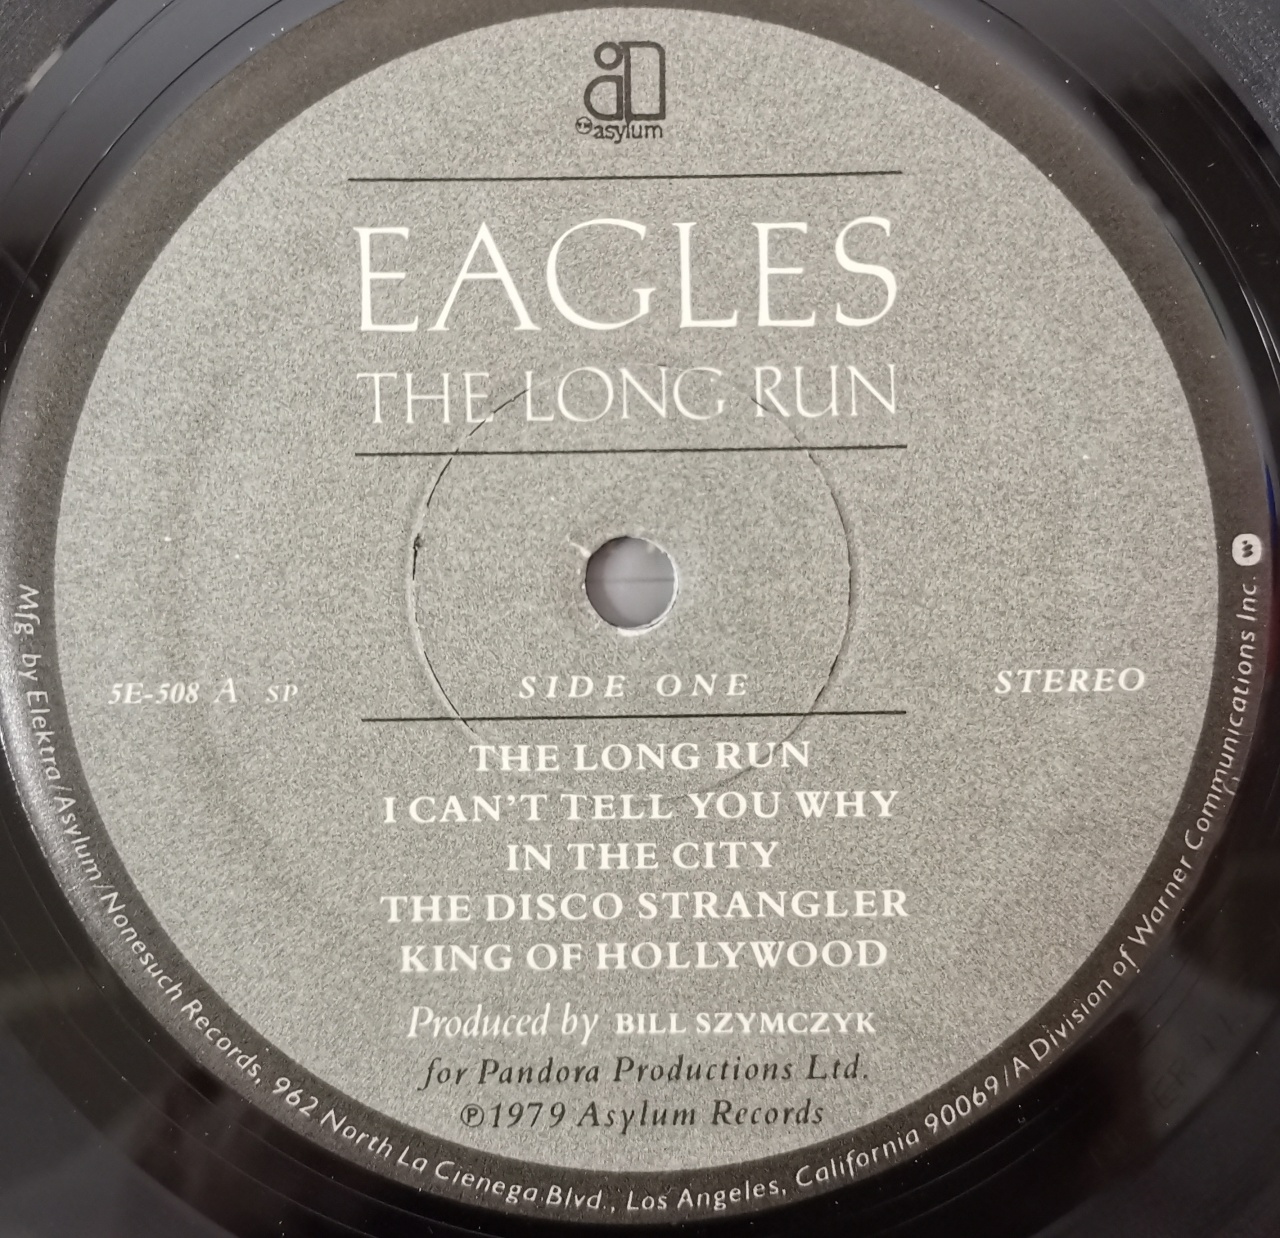 asylum
EAGLES
THE LONG RUN
5E-508 A SP
SIDE ONE
STEREO
THE LONG RUN
I CAN'T TELL YOU WHY
IN THE CITY
THE DISCO STRANGLER
KING OF HOLLYWOOD
Produced by BILL SZYMCZYK
for Pandora Productions Ltd.
℗1979 Asylum Records
Mfg. by Elektra/Asylum/Nonesuch Records, 962 North La Cienega Blvd., Los Angeles, California 90069/A Division of Warner Communications Inc.